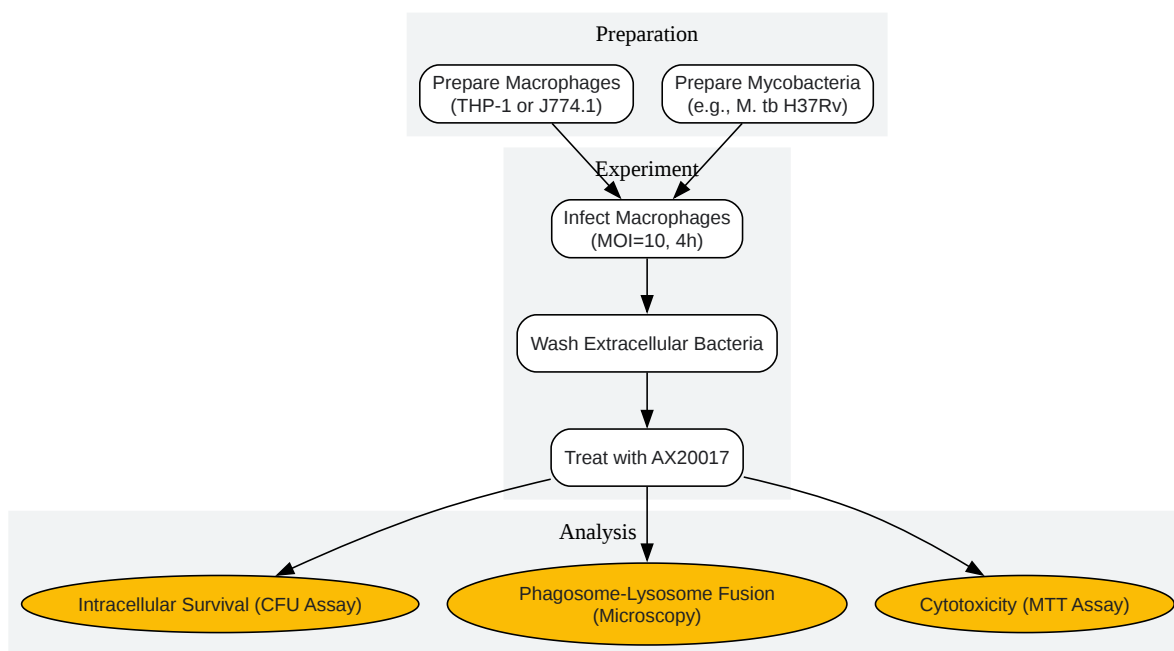 Preparation
Prepare Macrophages
(THP-1 or J774.1)
Prepare Mycobacteria
(e.g., M. tb H37Rv)
Experiment
Infect Macrophages
(MOI=10, 4h)
Wash Extracellular Bacteria
Treat with AX20017
Analysis
Intracellular Survival (CFU Assay)
Phagosome-Lysosome Fusion
(Microscopy)
Cytotoxicity (MTT Assay)